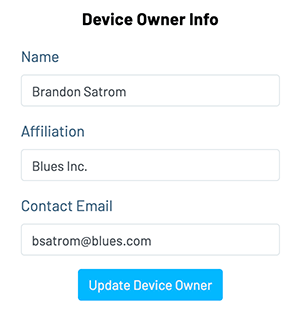 Device Owner Info
Name
Brandon Satrom
Affiliation
Blues Inc.
Contact Email
bsatrom@blues.com
Update Device Owner